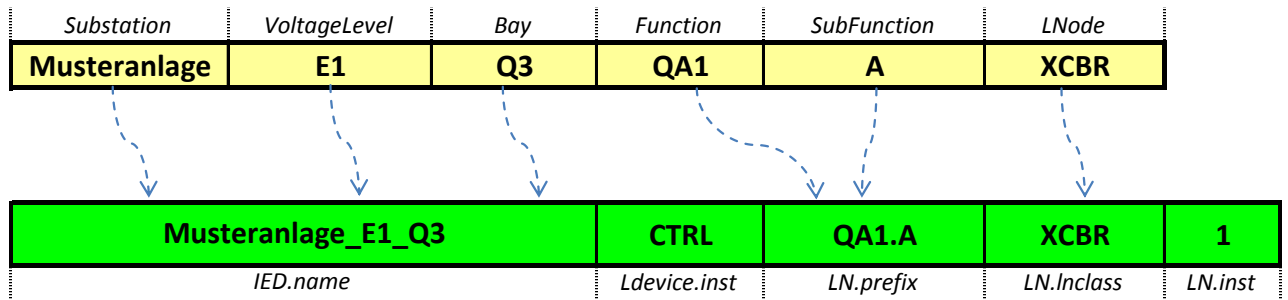 Substation VoltageLevel Bay Function SubFunction LNode
Musteranlage E1 Q3 QA1 A XCBR
Musteranlage_E1_Q3 CTRL QA1.A XCBR 1
IED.name Ldevice.inst LN.prefix LN.lnclass LN.inst